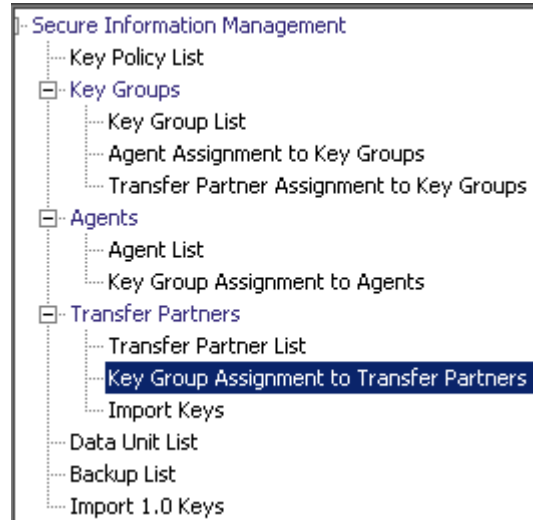 Secure Information Management
Key Policy List
Key Groups
Key Group List
Agent Assignment to Key Groups
Transfer Partner Assignment to Key Groups
Agents
Agent List
Key Group Assignment to Agents
Transfer Partners
Transfer Partner List
Key Group Assignment to Transfer Partners
Import Keys
Data Unit List
Backup List
Import 1.0 Keys